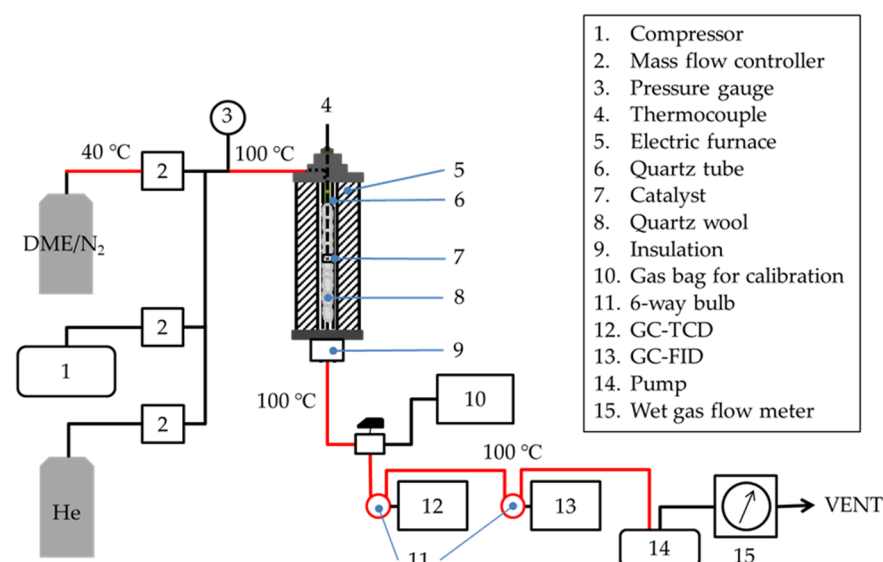 1. Compressor
2. Mass flow controller
3. Pressure gauge
4. Thermocouple
5. Electric furnace
6. Quartz tube
7. Catalyst
8. Quartz wool
9. Insulation
10. Gas bag for calibration
11. 6-way bulb
12. GC-TCD
13. GC-FID
14. Pump
15. Wet gas flow meter
4
3
40 °C
100 °C
2
5
6
DME/N₂
7
8
2
9
1
100 °C
10
2
100 °C
He
12
13
VENT
14
15
11